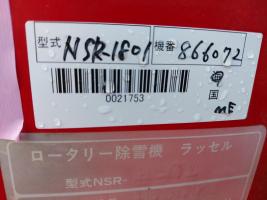 型式 NSR-1801 機番 866072
0021753
国
ME
ロータリー除雪機 ラッセル
型式NSR-